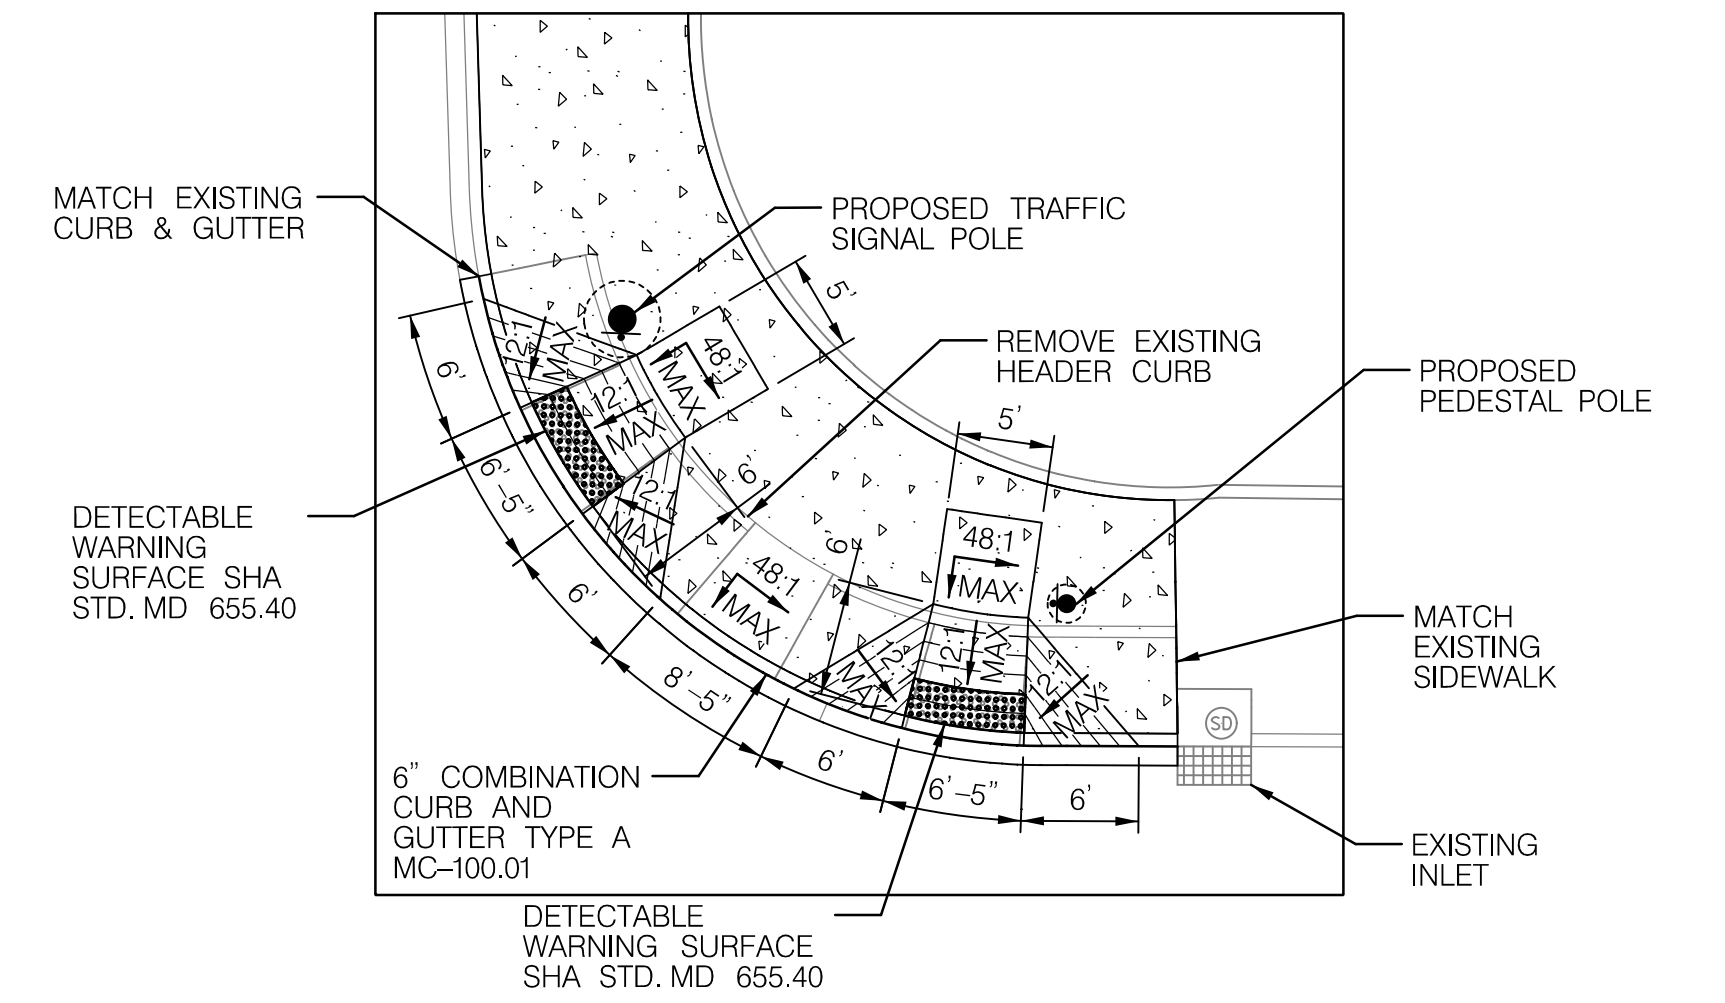 MATCH EXISTING
CURB & GUTTER
PROPOSED TRAFFIC
SIGNAL POLE
5'
REMOVE EXISTING
HEADER CURB
PROPOSED
PEDESTAL POLE
12:1
MAX
48:1
MAX
6'
12:1
MAX
5'
6'-5"
12:1
MAX
6'
DETECTABLE
WARNING
SURFACE SHA
STD. MD 655.40
48:1
MAX
6'
48:1
MAX
6'
12:1
MAX
12:1
MAX
12:1
MAX
MATCH
EXISTING
SIDEWALK
8'-5"
SD
6'
6'-5"
6'
6" COMBINATION
CURB AND
GUTTER TYPE A
MC-100.01
EXISTING
INLET
DETECTABLE
WARNING SURFACE
SHA STD. MD 655.40